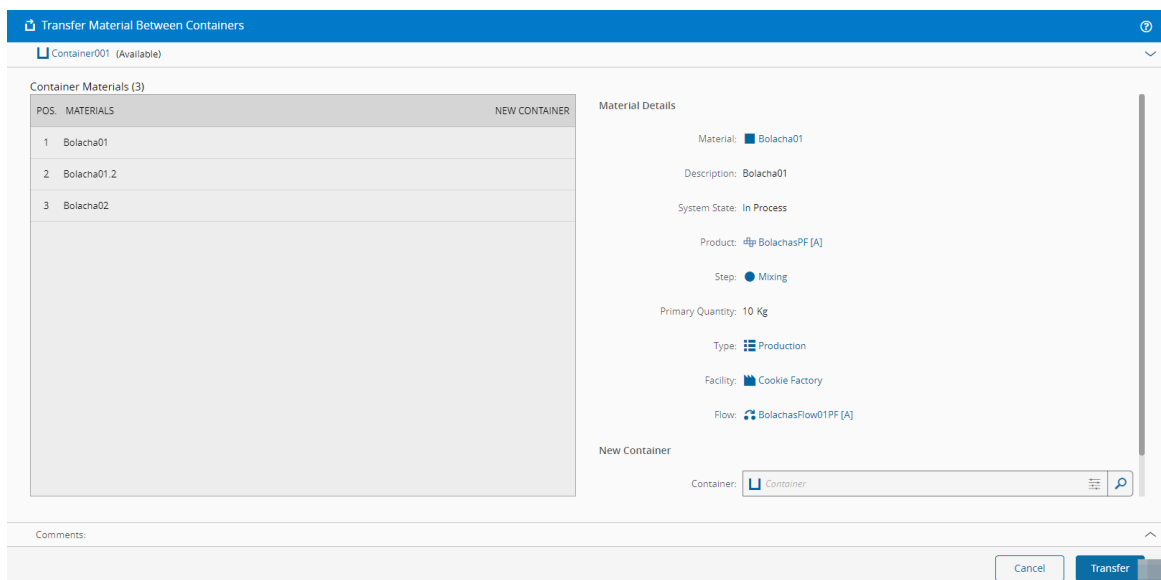 Transfer Material Between Containers
Container001 (Available)
Container Materials (3)
POS. MATERIALS NEW CONTAINER
1 Bolacha01
2 Bolacha01.2
3 Bolacha02
Material Details
Material: Bolacha01
Description: Bolacha01
System State: In Process
Product: BolachasPF [A]
Step: Mixing
Primary Quantity: 10 Kg
Type: Production
Facility: Cookie Factory
Flow: BolachasFlow01PF [A]
New Container
Container: Container
Comments:
Cancel Transfer